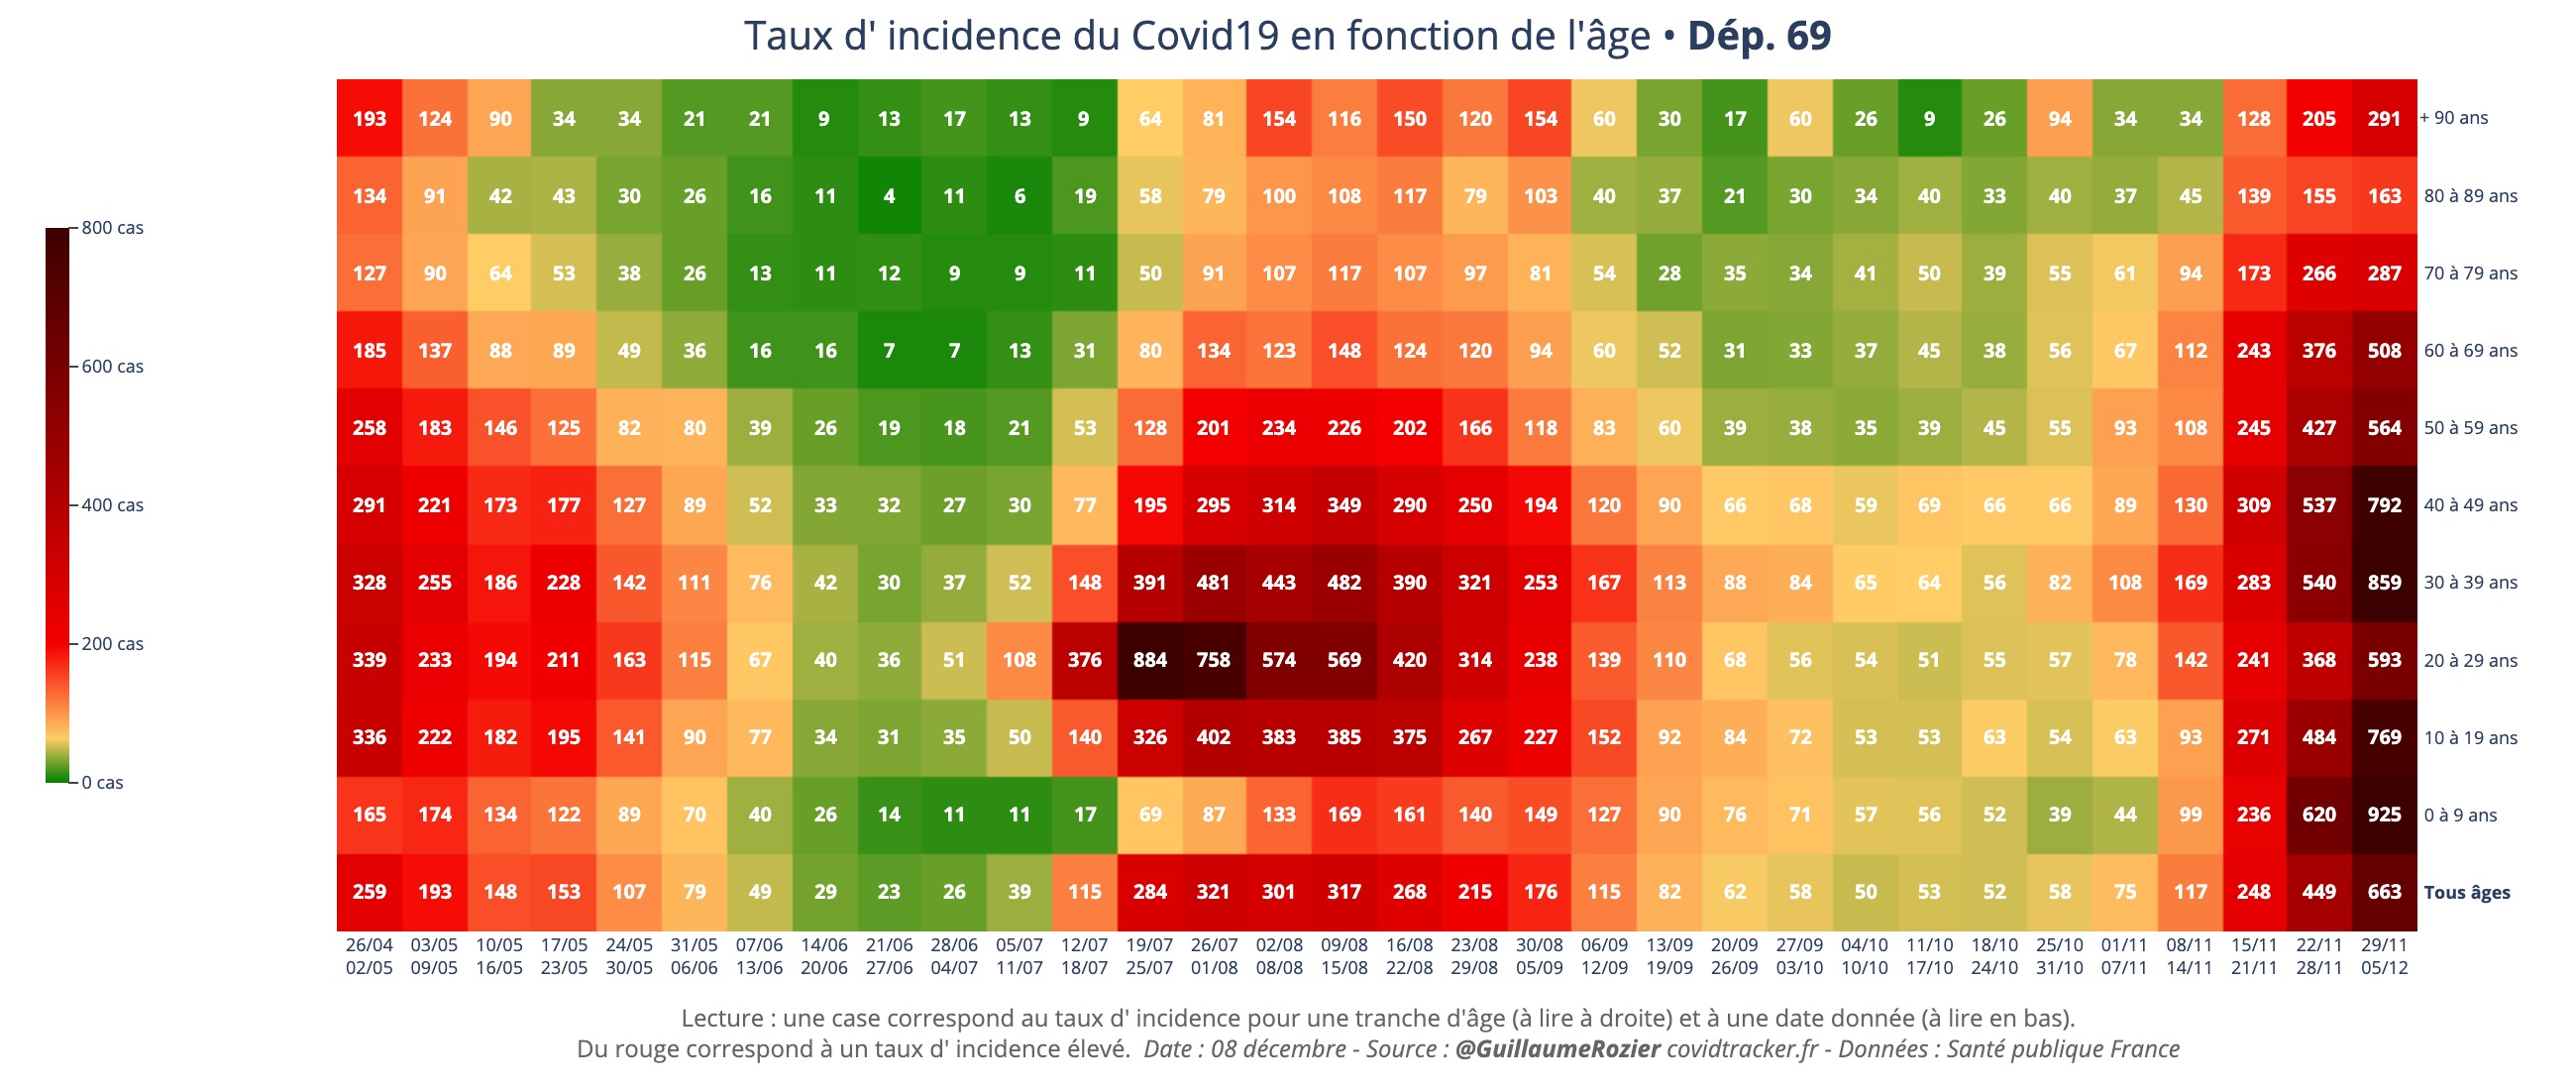 Taux d' incidence du Covid19 en fonction de l'âge • Dép. 69
193 124 90 34 34 21 21 9 13 17 13 9 64 81 154 116 150 120 154 60 30 17 60 26 9 26 94 34 34 128 205 291 + 90 ans
134 91 42 43 30 26 16 11 4 11 6 19 58 79 100 108 117 79 103 40 37 21 30 34 40 33 40 37 45 139 155 163 80 à 89 ans
800 cas
127 90 64 53 38 26 13 11 12 9 9 11 50 91 107 117 107 97 81 54 28 35 34 41 50 39 55 61 94 173 266 287 70 à 79 ans
185 137 88 89 49 36 16 16 7 7 13 31 80 134 123 148 124 120 94 60 52 31 33 37 45 38 56 67 112 243 376 508 60 à 69 ans
600 cas
258 183 146 125 82 80 39 26 19 18 21 53 128 201 234 226 202 166 118 83 60 39 38 35 39 45 55 93 108 245 427 564 50 à 59 ans
400 cas
291 221 173 177 127 89 52 33 32 27 30 77 195 295 314 349 290 250 194 120 90 66 68 59 69 66 66 89 130 309 537 792 40 à 49 ans
328 255 186 228 142 111 76 42 30 37 52 148 391 481 443 482 390 321 253 167 113 88 84 65 64 56 82 108 169 283 540 859 30 à 39 ans
200 cas
339 233 194 211 163 115 67 40 36 51 108 376 884 758 574 569 420 314 238 139 110 68 56 54 51 55 57 78 142 241 368 593 20 à 29 ans
336 222 182 195 141 90 77 34 31 35 50 140 326 402 383 385 375 267 227 152 92 84 72 53 53 63 54 63 93 271 484 769 10 à 19 ans
0 cas
165 174 134 122 89 70 40 26 14 11 11 17 69 87 133 169 161 140 149 127 90 76 71 57 56 52 39 44 99 236 620 925 0 à 9 ans
259 193 148 153 107 79 49 29 23 26 39 115 284 321 301 317 268 215 176 115 82 62 58 50 53 52 58 75 117 248 449 663 Tous âges
26/04 03/05 10/05 17/05 24/05 31/05 07/06 14/06 21/06 28/06 05/07 12/07 19/07 26/07 02/08 09/08 16/08 23/08 30/08 06/09 13/09 20/09 27/09 04/10 11/10 18/10 25/10 01/11 08/11 15/11 22/11 29/11
02/05 09/05 16/05 23/05 30/05 06/06 13/06 20/06 27/06 04/07 11/07 18/07 25/07 01/08 08/08 15/08 22/08 29/08 05/09 12/09 19/09 26/09 03/10 10/10 17/10 24/10 31/10 07/11 14/11 21/11 28/11 05/12
Lecture : une case correspond au taux d' incidence pour une tranche d'âge (à lire à droite) et à une date donnée (à lire en bas).
Du rouge correspond à un taux d' incidence élevé. Date : 08 décembre - Source : @GuillaumeRozier covidtracker.fr - Données : Santé publique France